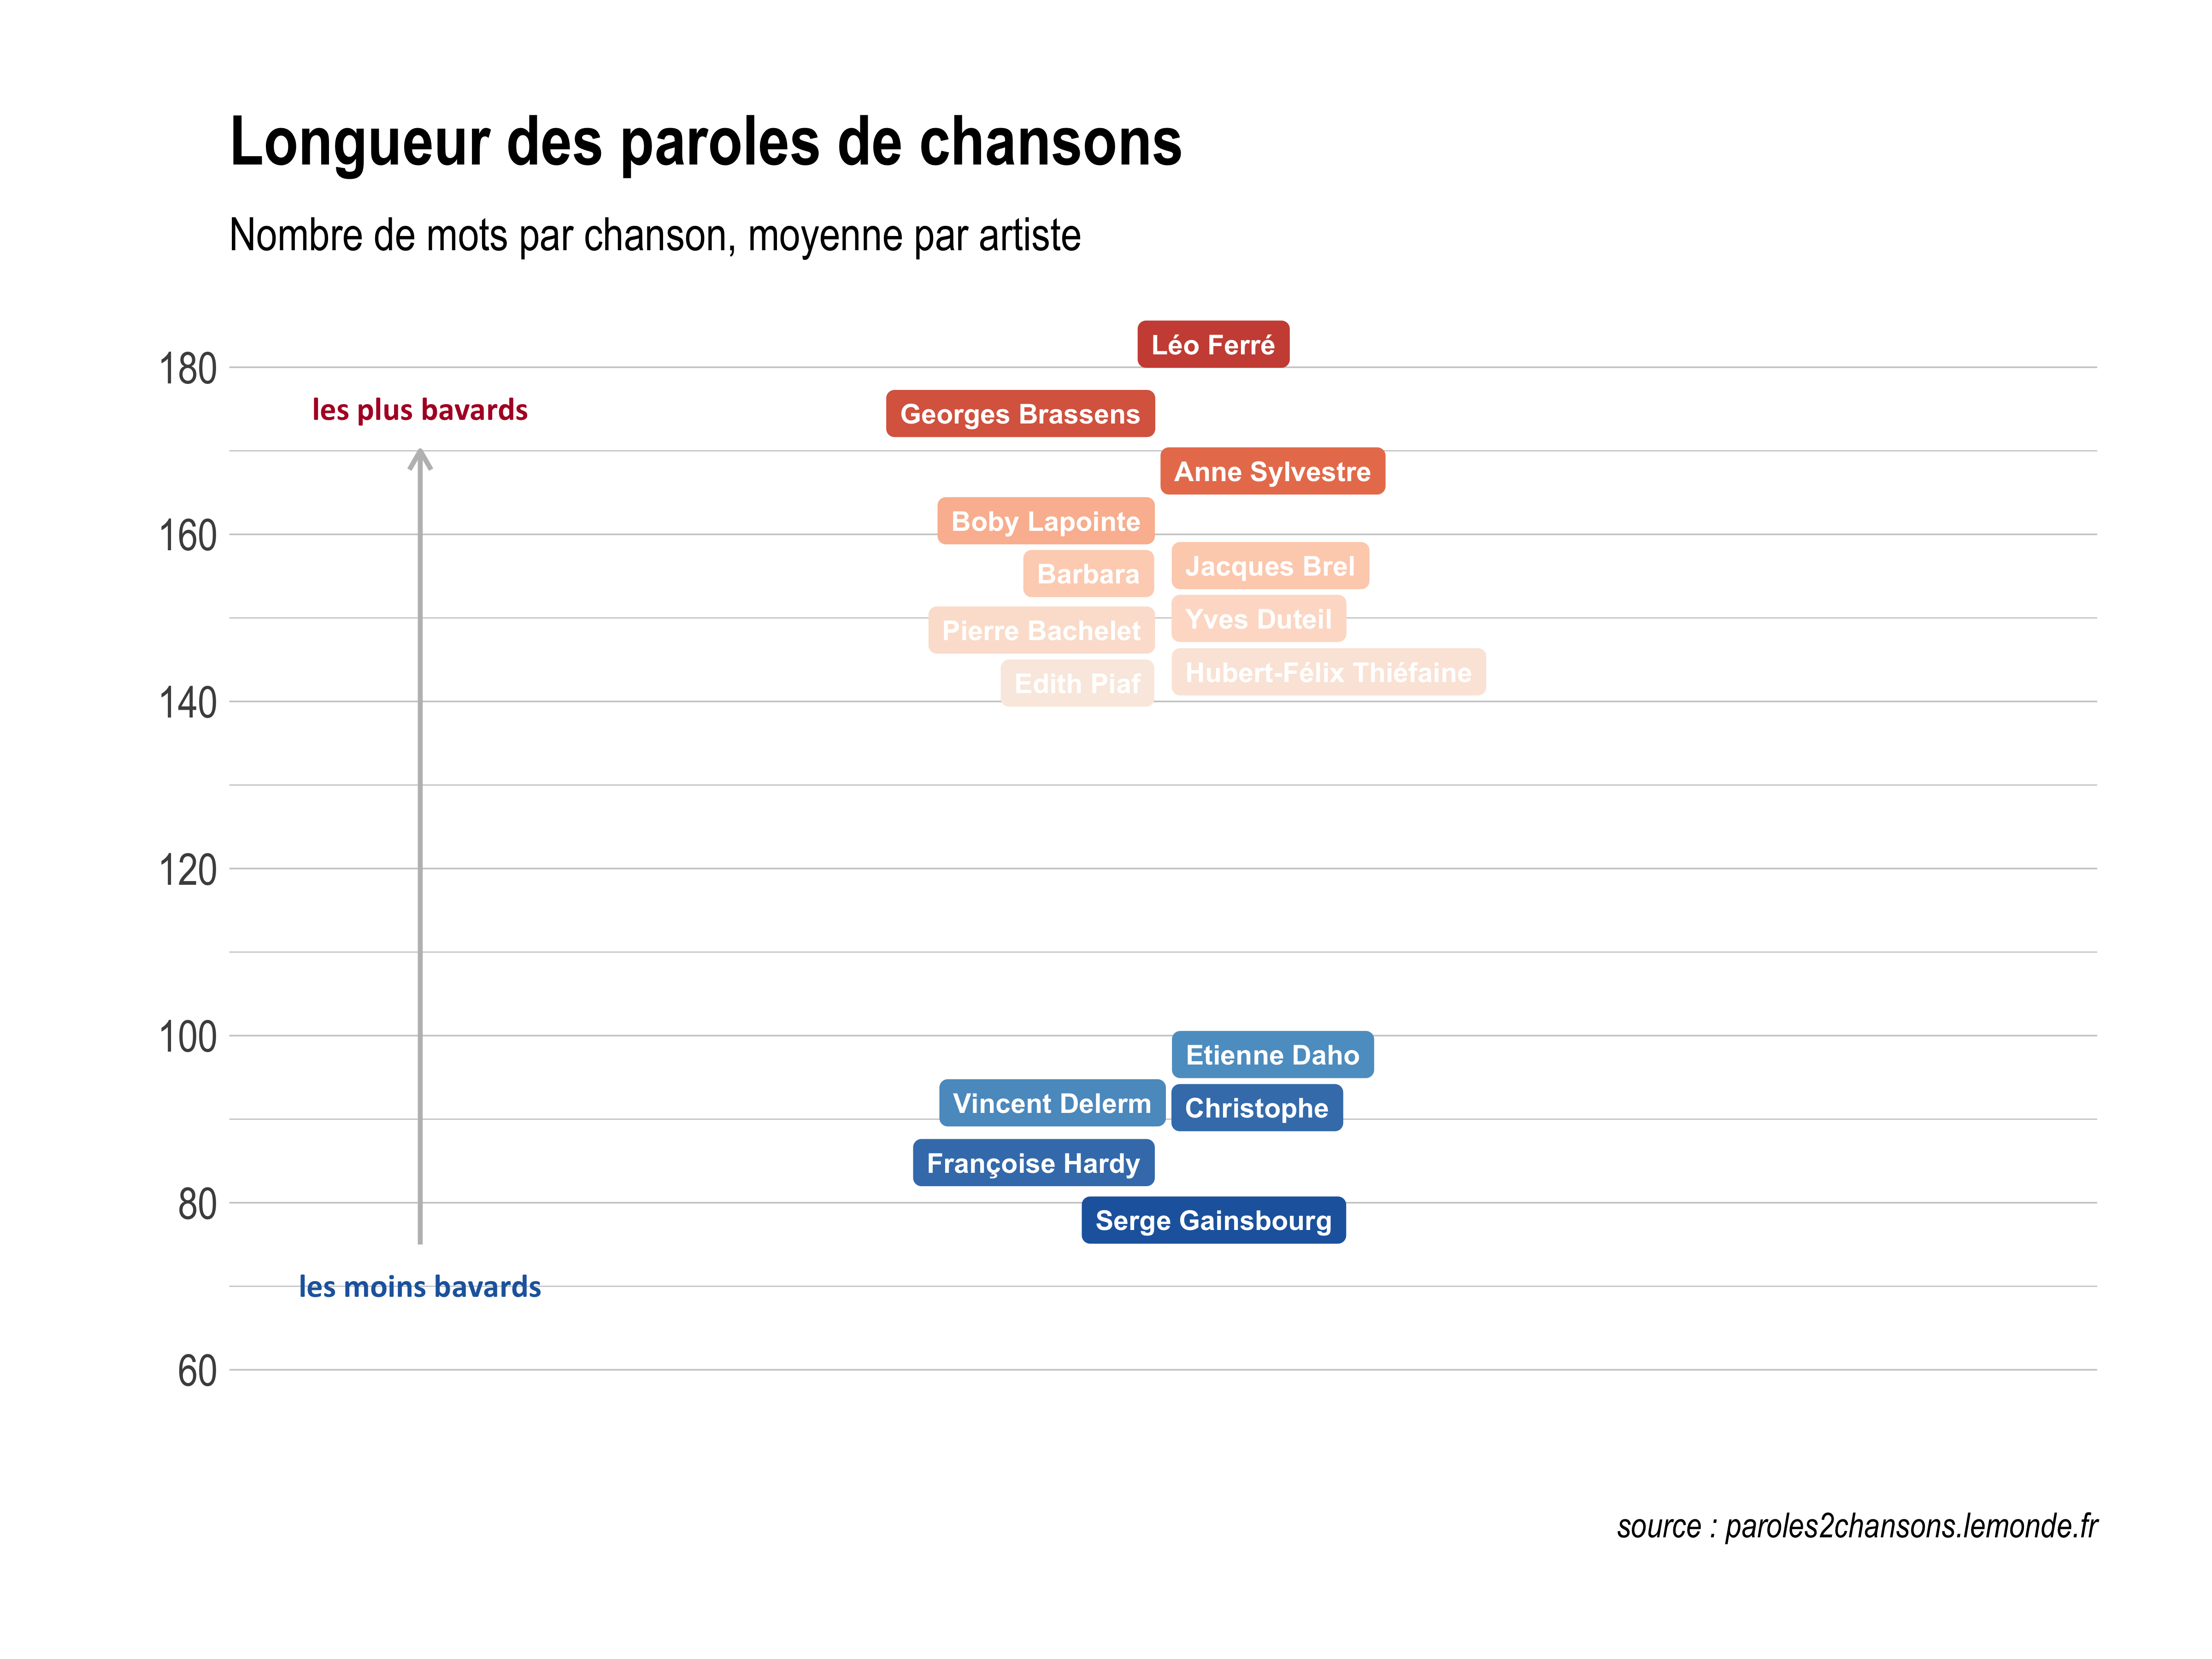 Longueur des paroles de chansons
Nombre de mots par chanson, moyenne par artiste
Léo Ferré
180
les plus bavards
Georges Brassens
Anne Sylvestre
Boby Lapointe
160
Jacques Brel
Barbara
Yves Duteil
Pierre Bachelet
Hubert-Félix Thiéfaine
Edith Piaf
140
120
100
Etienne Daho
Vincent Delerm
Christophe
Françoise Hardy
80
Serge Gainsbourg
les moins bavards
60
source : paroles2chansons.lemonde.fr